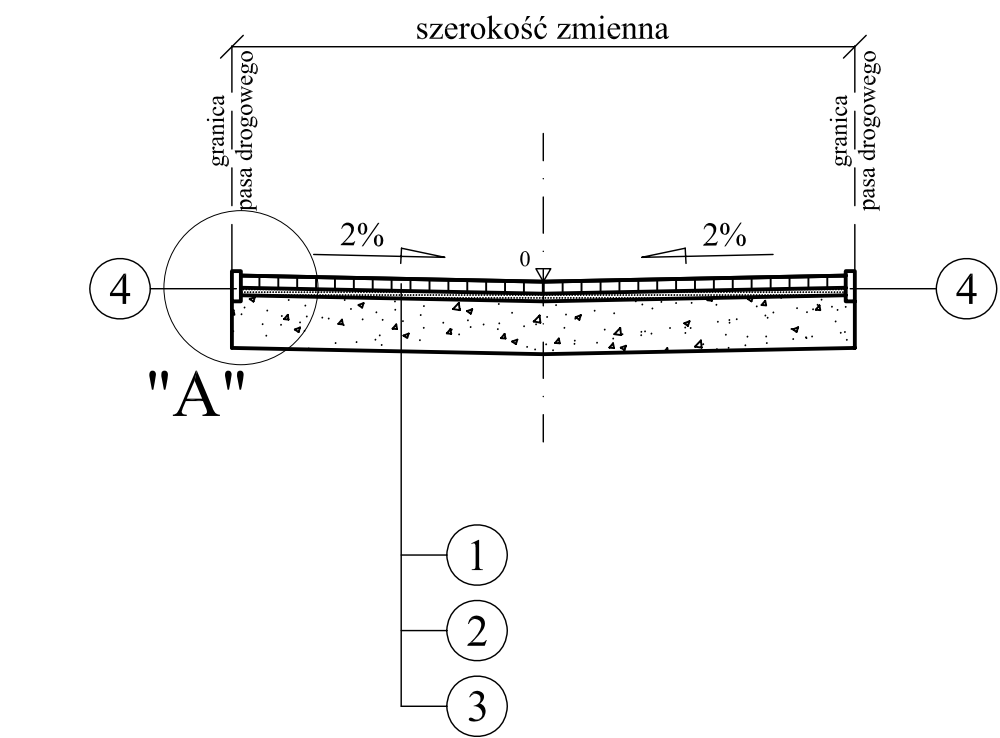 szerokość zmienna
granica
pasa drogowego
granica
pasa drogowego
2%
2%
0
4
4
"A"
1
2
3